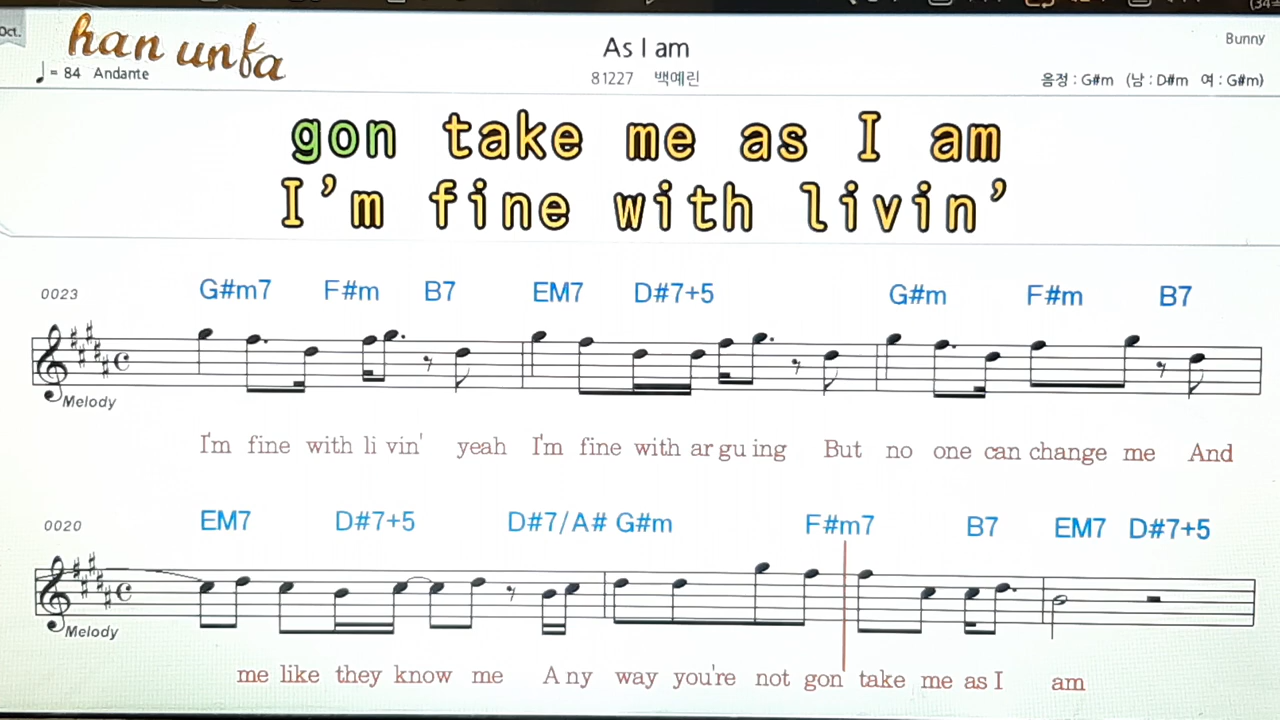 Oct.
han unfa
As I am
Bunny
♩= 84 Andante
81227 백예린
음정 : G#m (남 : D#m 여 : G#m)
gon take me as I am
I'm fine with livin'
0023
G#m7 F#m B7 EM7 D#7+5 G#m F#m B7
Melody
I'm fine with li vin' yeah I'm fine with ar gu ing But no one can change me And
0020
EM7 D#7+5 D#7/A# G#m F#m7 B7 EM7 D#7+5
Melody
me like they know me A ny way you're not gon take me as I am